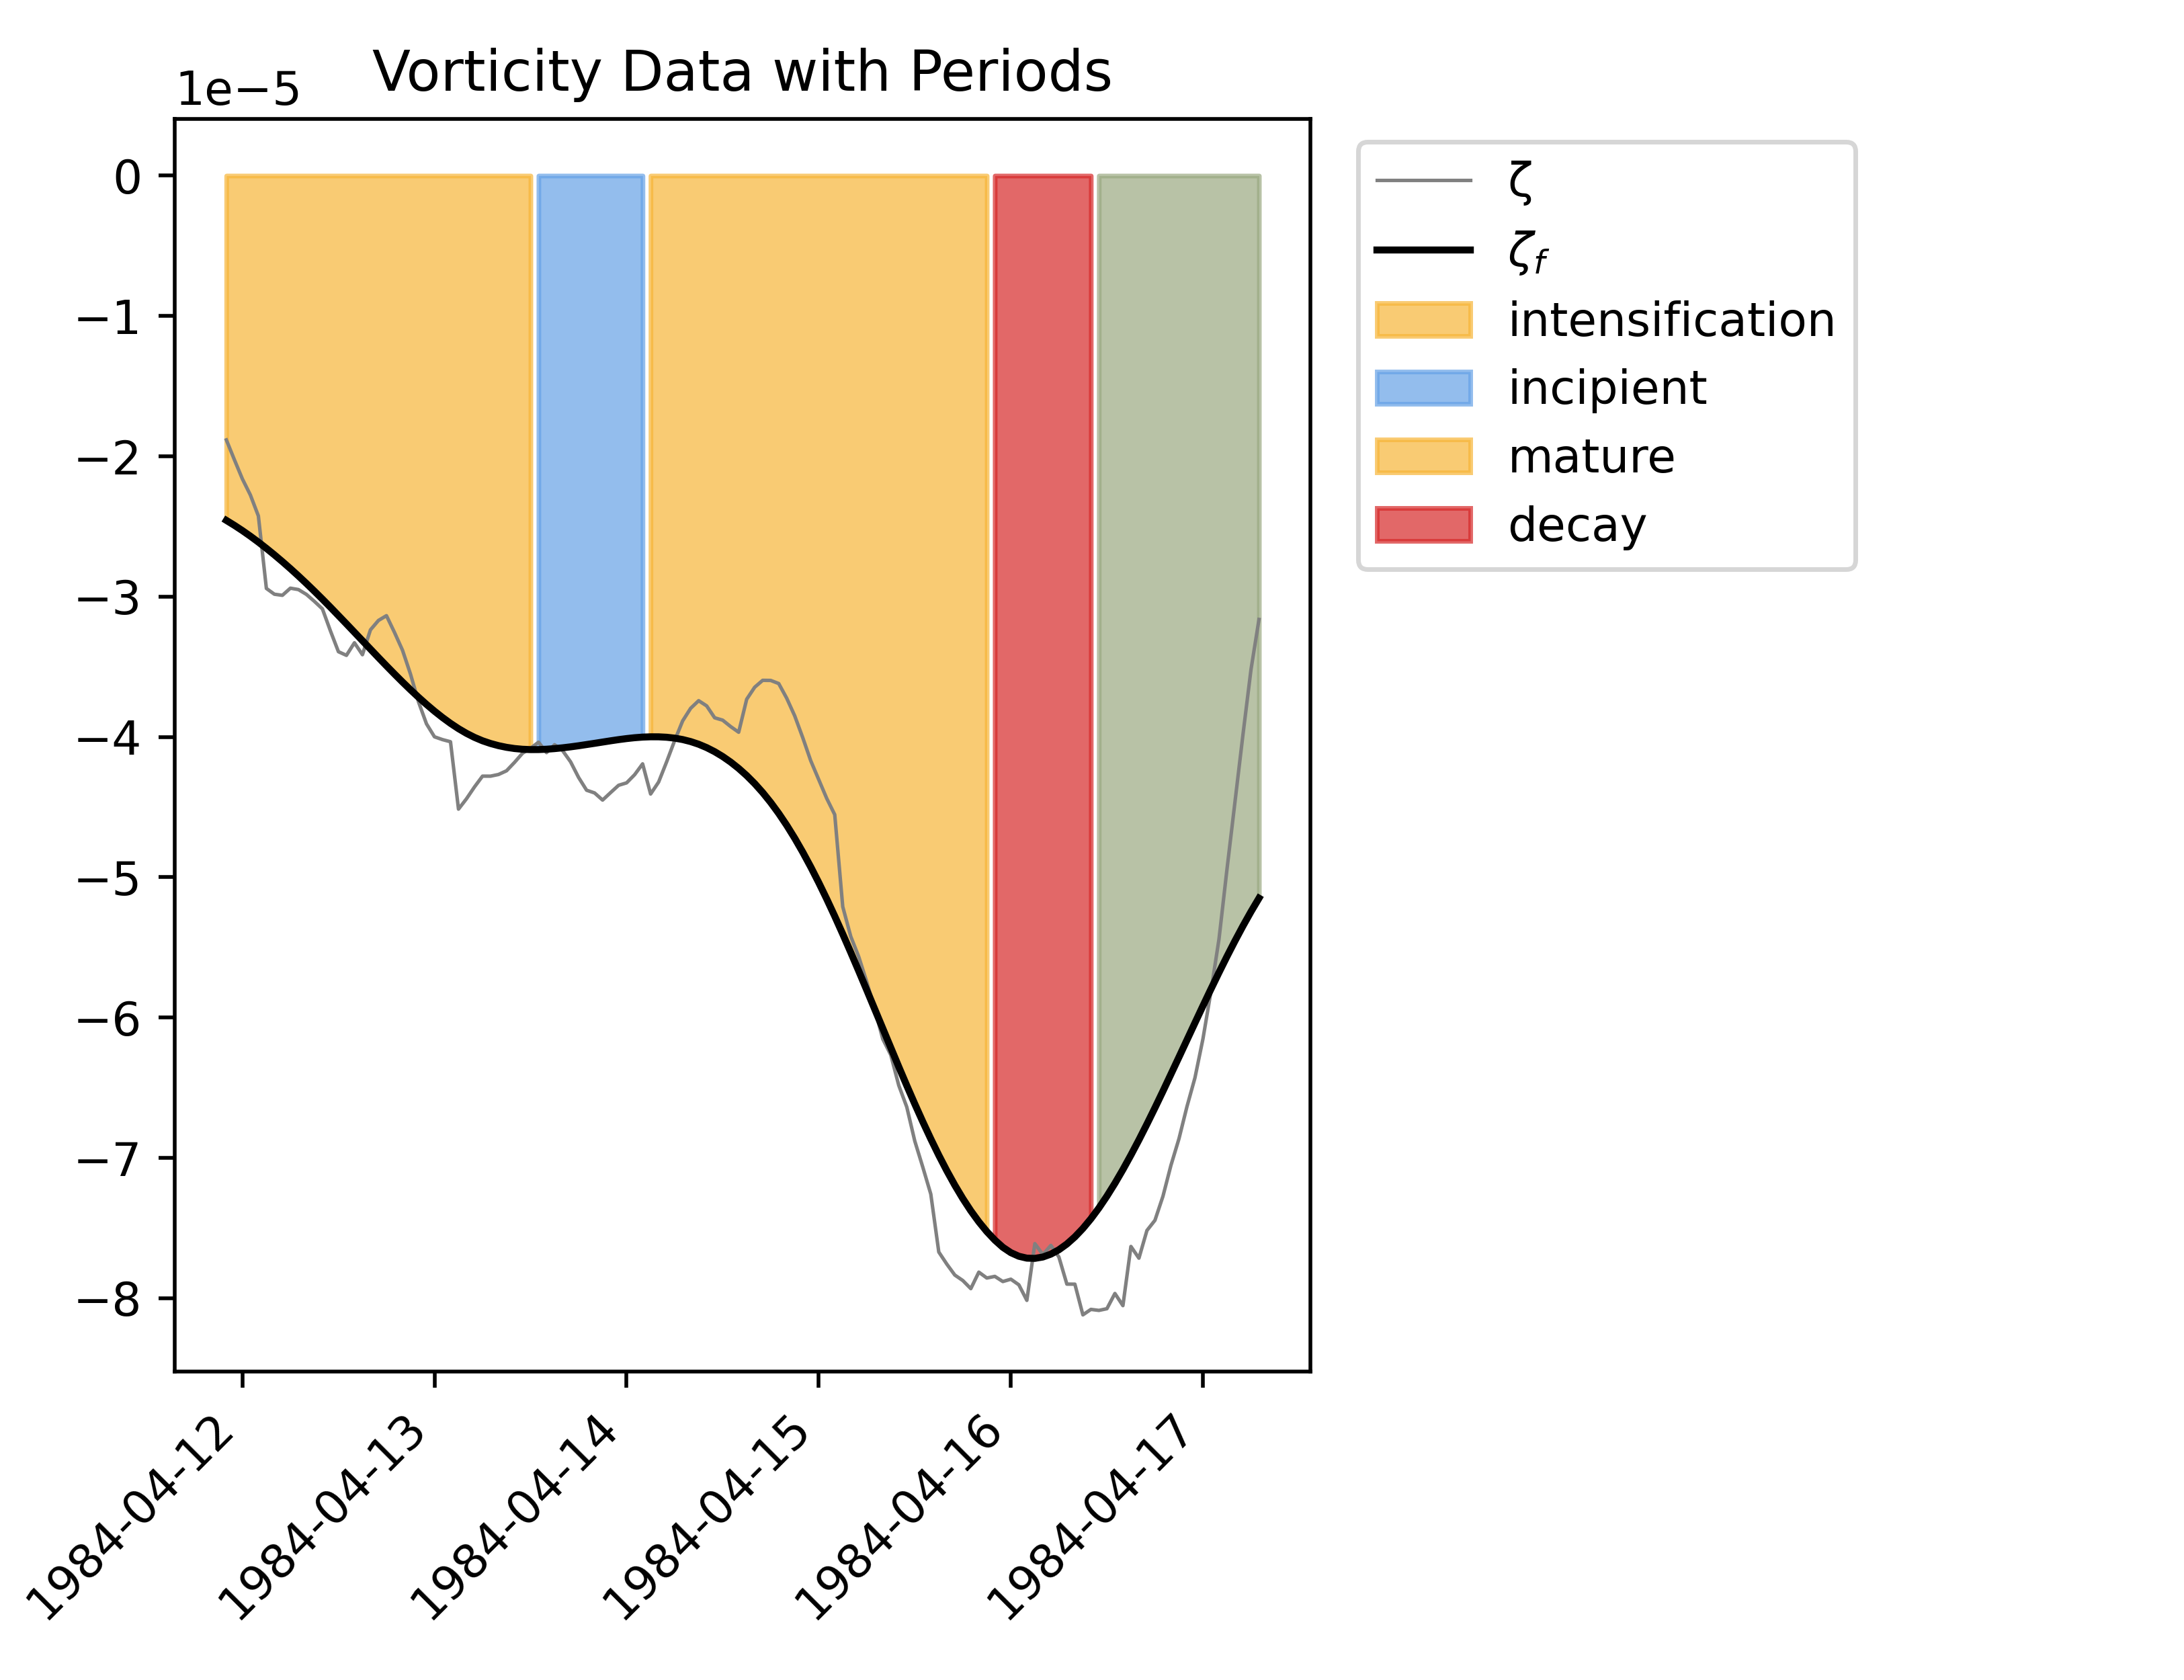 Vorticity Data with Periods
1e−5
0
−1
−2
−3
−4
−5
−6
−7
−8
1984-04-12
1984-04-13
1984-04-14
1984-04-15
1984-04-16
1984-04-17
ζ
ζf
intensification
incipient
mature
decay